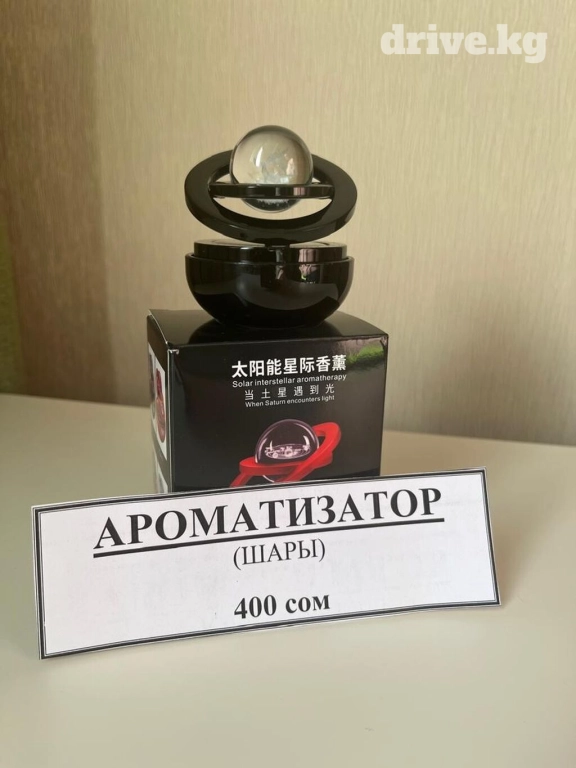 drive.kg
太阳能星际香薰
Solar interstellar aromatherapy
当土星遇到光
When Saturn encounters light
АРОМАТИЗАТОР
(ШАРЫ)
400 сом